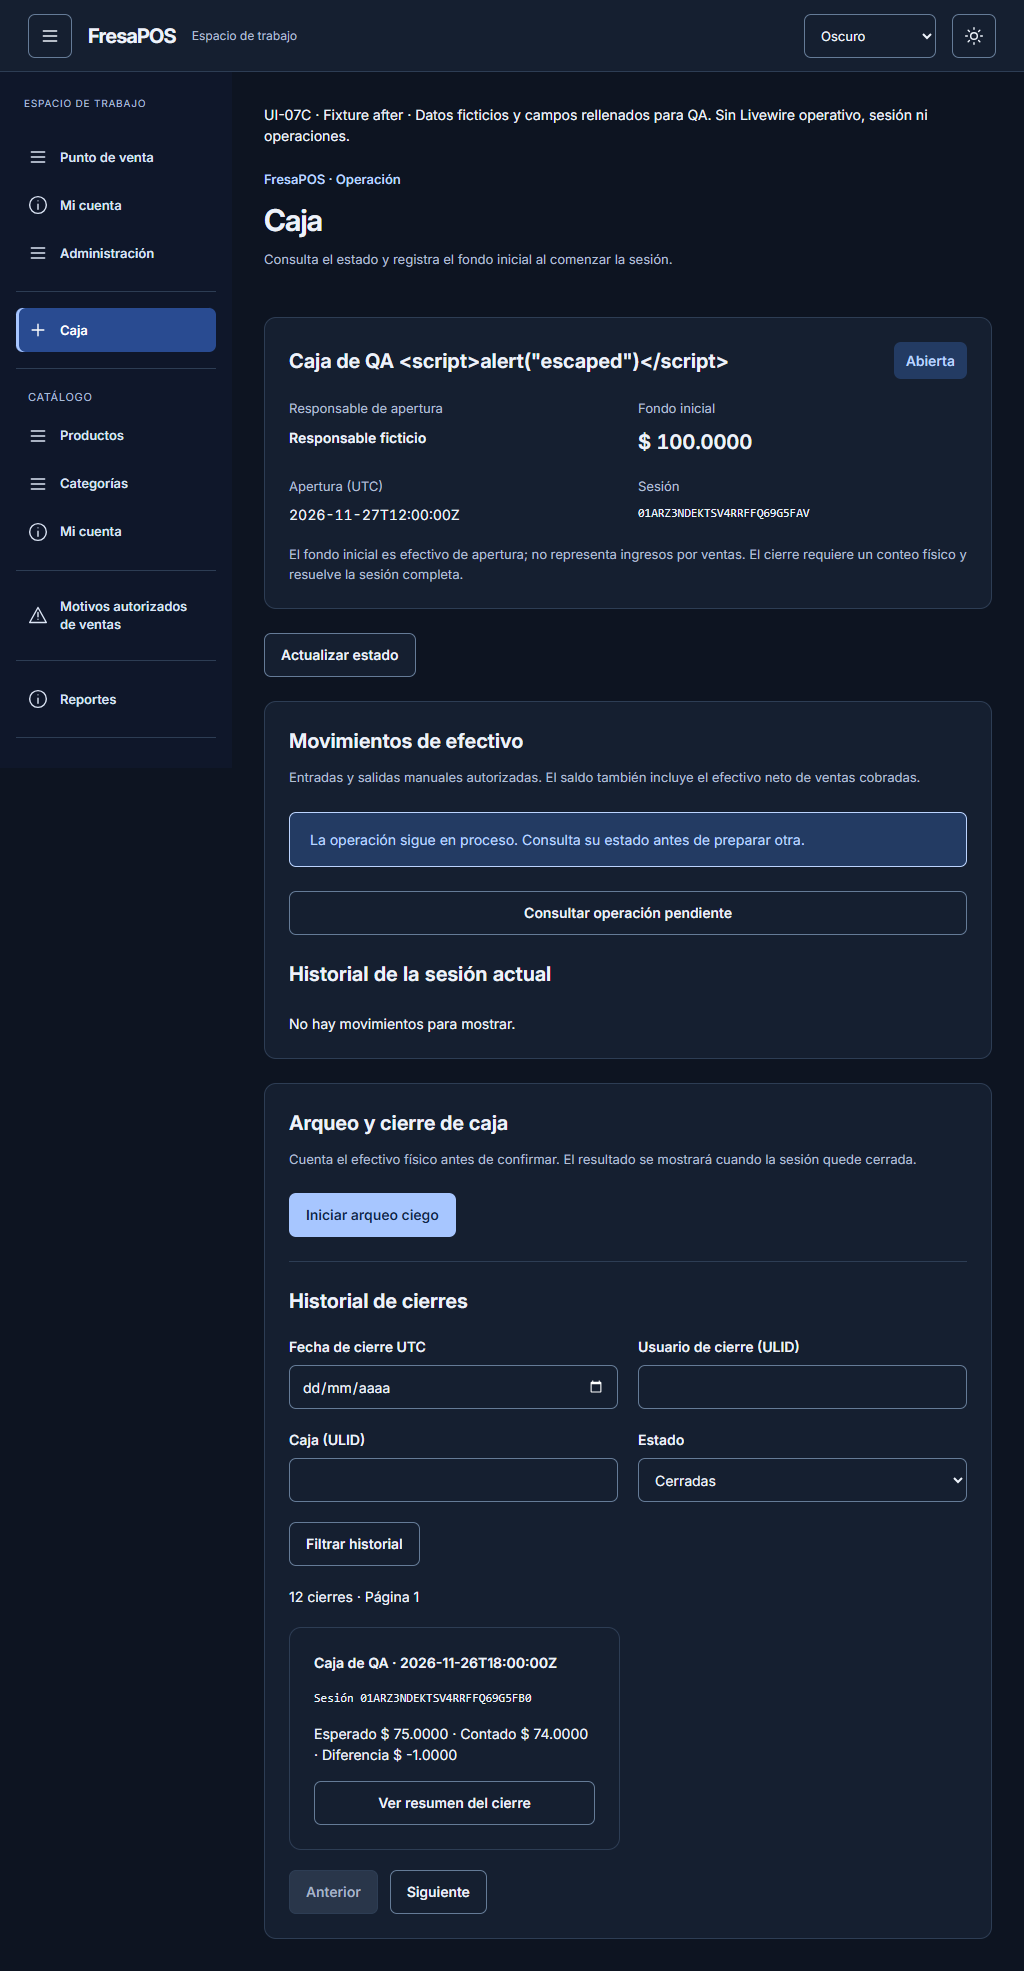 FresaPOS
Espacio de trabajo
Oscuro
ESPACIO DE TRABAJO
Punto de venta
Mi cuenta
Administración
Caja
CATÁLOGO
Productos
Categorías
Mi cuenta
Motivos autorizados
de ventas
Reportes
UI-07C · Fixture after · Datos ficticios y campos rellenados para QA. Sin Livewire operativo, sesión ni
operaciones.
FresaPOS · Operación
Caja
Consulta el estado y registra el fondo inicial al comenzar la sesión.
Caja de QA <script>alert("escaped")</script>
Abierta
Responsable de apertura
Responsable ficticio
Fondo inicial
$ 100.0000
Apertura (UTC)
2026-11-27T12:00:00Z
Sesión
01ARZ3NDEKTSV4RRFFQ69G5FAV
El fondo inicial es efectivo de apertura; no representa ingresos por ventas. El cierre requiere un conteo físico y
resuelve la sesión completa.
Actualizar estado
Movimientos de efectivo
Entradas y salidas manuales autorizadas. El saldo también incluye el efectivo neto de ventas cobradas.
La operación sigue en proceso. Consulta su estado antes de preparar otra.
Consultar operación pendiente
Historial de la sesión actual
No hay movimientos para mostrar.
Arqueo y cierre de caja
Cuenta el efectivo físico antes de confirmar. El resultado se mostrará cuando la sesión quede cerrada.
Iniciar arqueo ciego
Historial de cierres
Fecha de cierre UTC
dd/mm/aaaa
Usuario de cierre (ULID)
Caja (ULID)
Estado
Cerradas
Filtrar historial
12 cierres · Página 1
Caja de QA · 2026-11-26T18:00:00Z
Sesión 01ARZ3NDEKTSV4RRFFQ69G5FB0
Esperado $ 75.0000 · Contado $ 74.0000
· Diferencia $ -1.0000
Ver resumen del cierre
Anterior
Siguiente